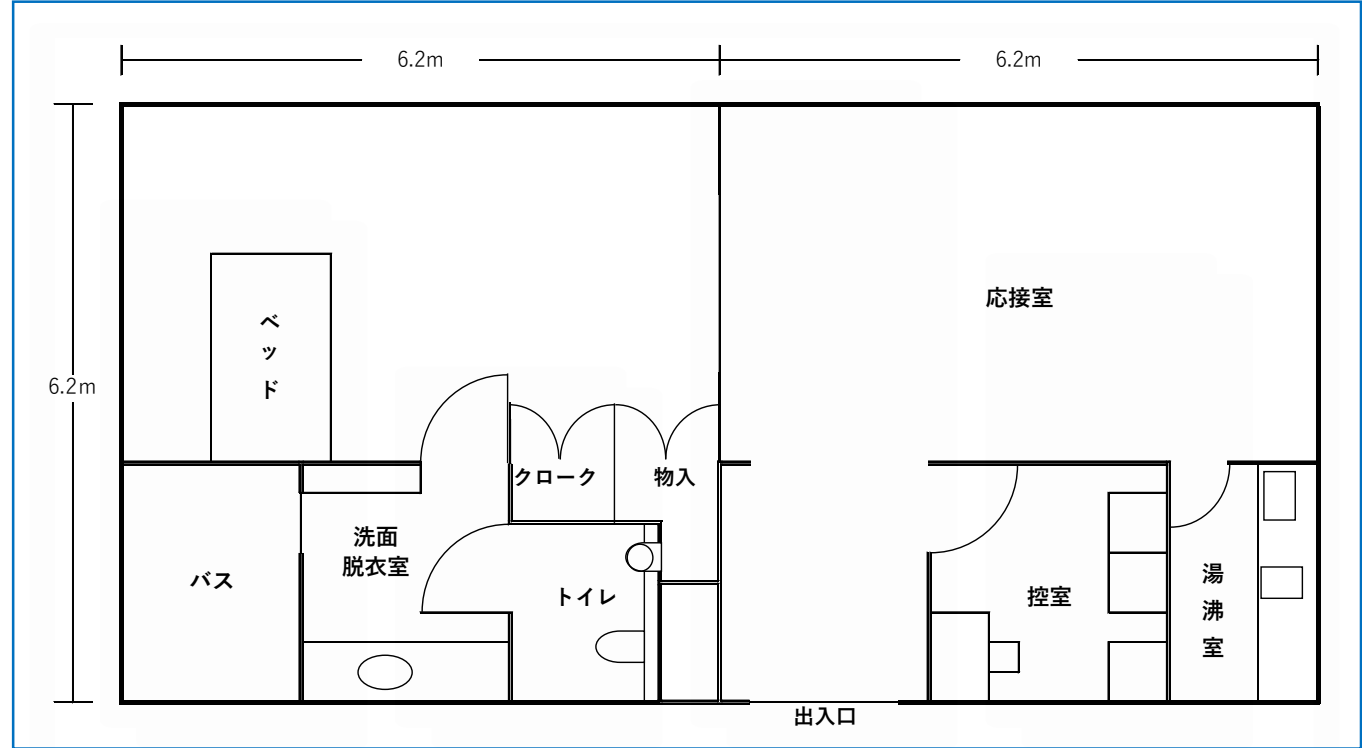 6.2m
6.2m
6.2m
応接室
ベッド
クローク
物入
洗面
脱衣室
バス
トイレ
控室
湯沸室
出入口